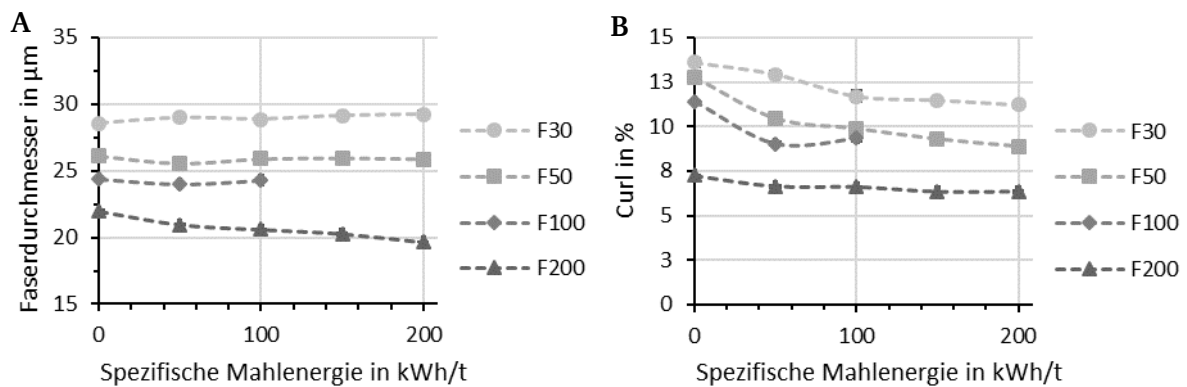 A
Faserdurchmesser in µm
35
30
25
20
15
0 100 200
Spezifische Mahlenergie in kWh/t
F30
F50
F100
F200
B
Curl in %
15
13
10
8
5
3
0
0 100 200
Spezifische Mahlenergie in kWh/t
F30
F50
F100
F200